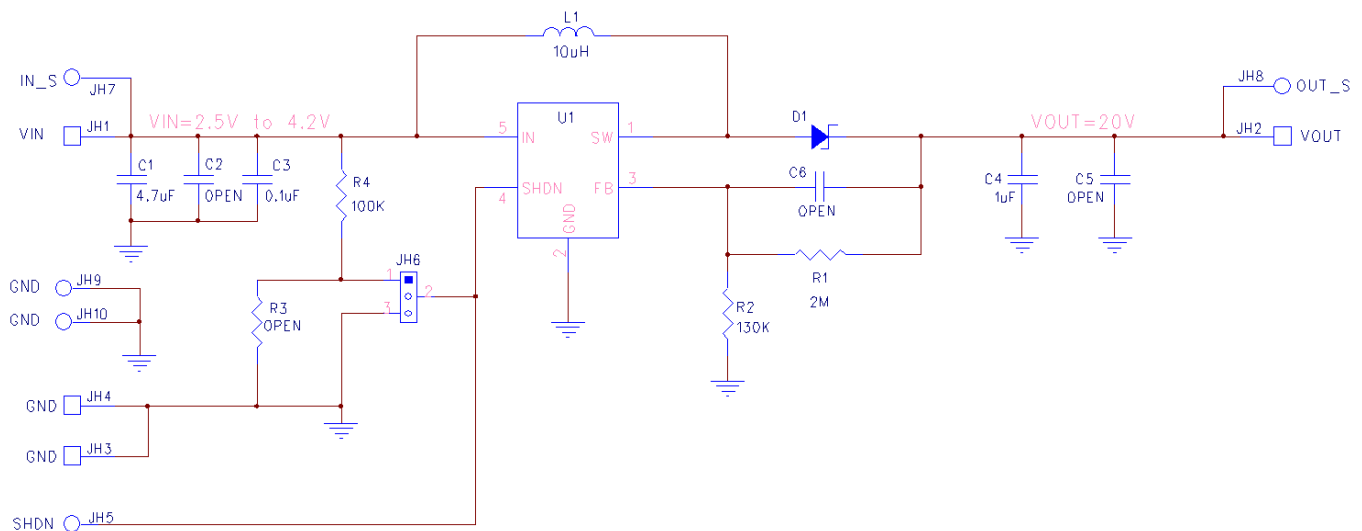 L1
10uH
IN_S
JH7
JH8
OUT_S
VIN
JH1
VIN=2.5V to 4.2V
5
IN
U1
SW
1
D1
VOUT=20V
JH2
VOUT
C1
4.7uF
C2
OPEN
C3
0.1uF
R4
100K
SHDN
4
FB
3
GND
2
C6
OPEN
C4
1uF
C5
OPEN
R1
2M
R2
130K
JH6
1
2
3
R3
OPEN
GND
JH9
GND
JH10
GND
JH4
GND
JH3
SHDN
JH5